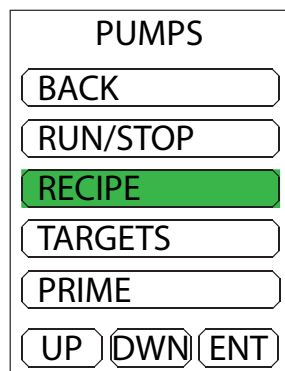 PUMPS
BACK
RUN/STOP
RECIPE
TARGETS
PRIME
UP DWN ENT